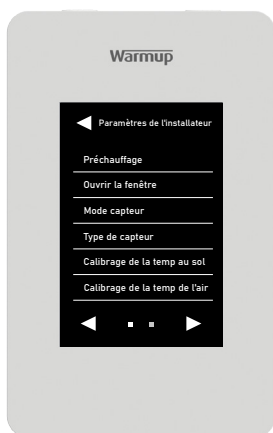 Warmup
Paramètres de l'installateur
Préchauffage
Ouvrir la fenêtre
Mode capteur
Type de capteur
Calibrage de la temp au sol
Calibrage de la temp de l'air